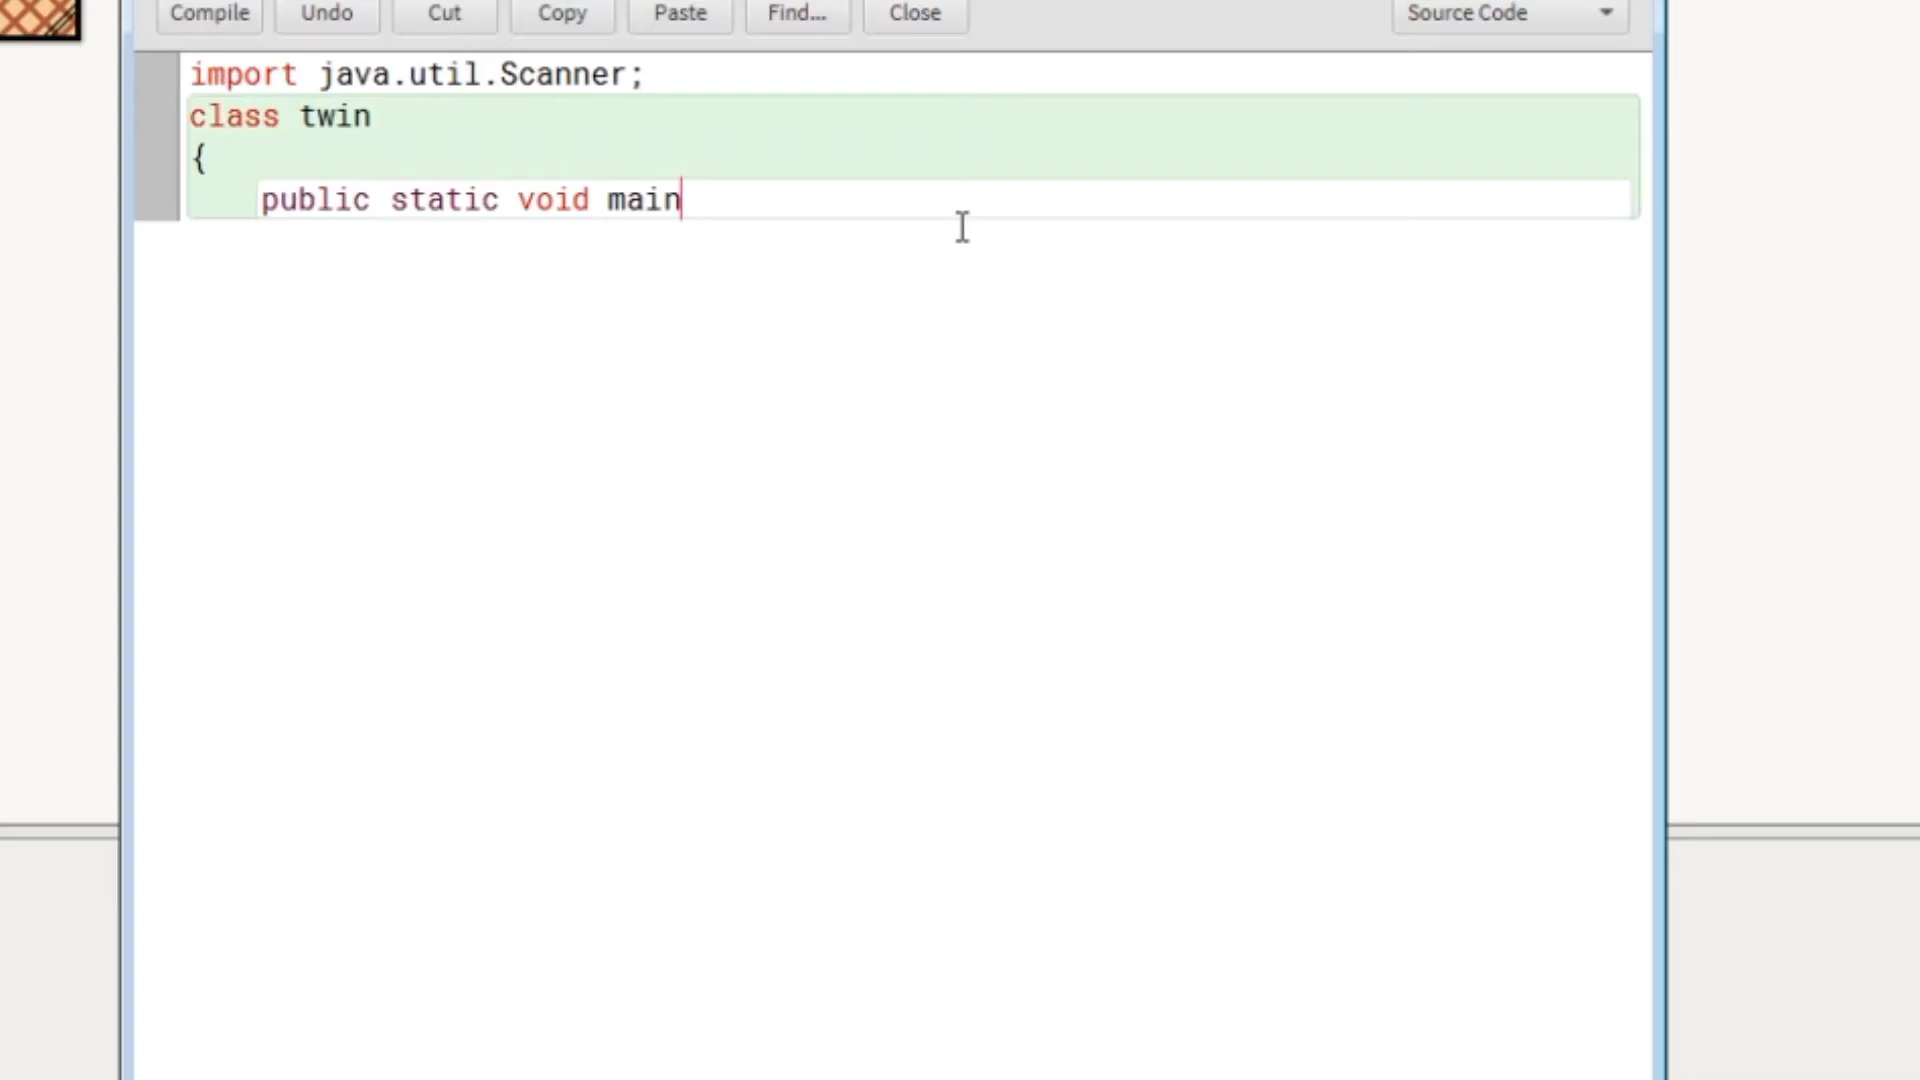 Compile Undo Cut Copy Paste Find... Close Source Code
import java.util.Scanner;
class twin
{
    public static void main